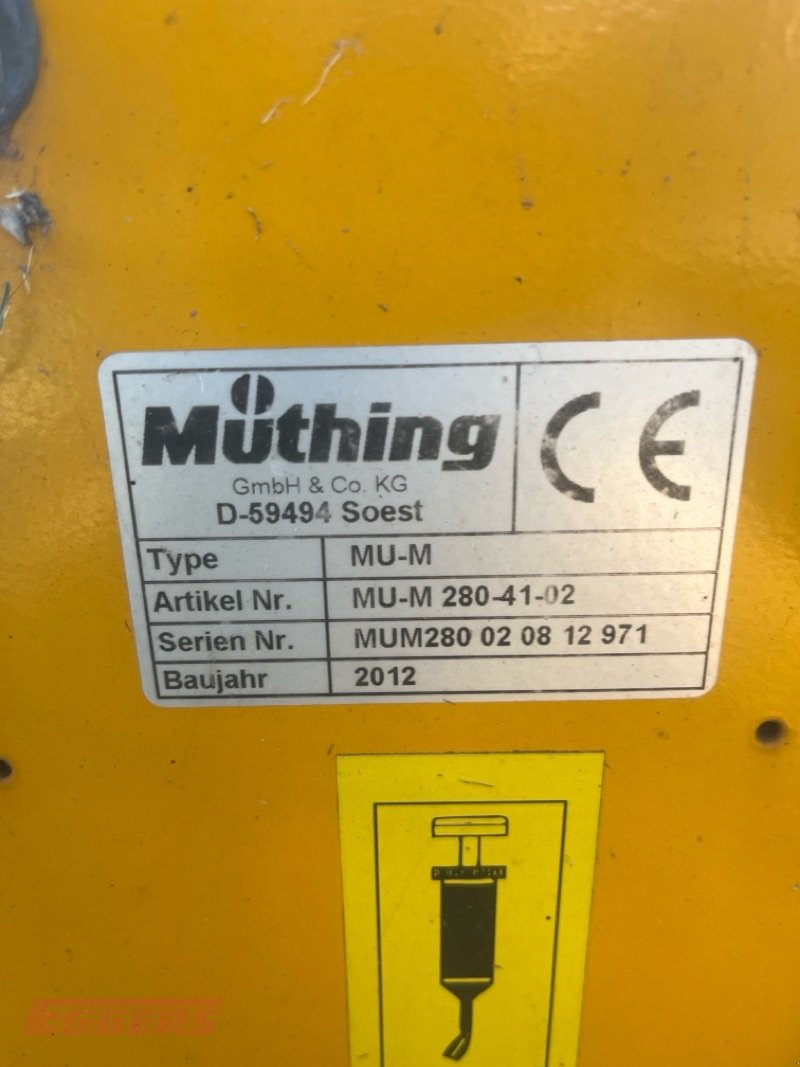 Müthing
GmbH & Co. KG
D-59494 Soest
CE
Type MU-M
Artikel Nr. MU-M 280-41-02
Serien Nr. MUM280 02 08 12 971
Baujahr 2012
EGGERS